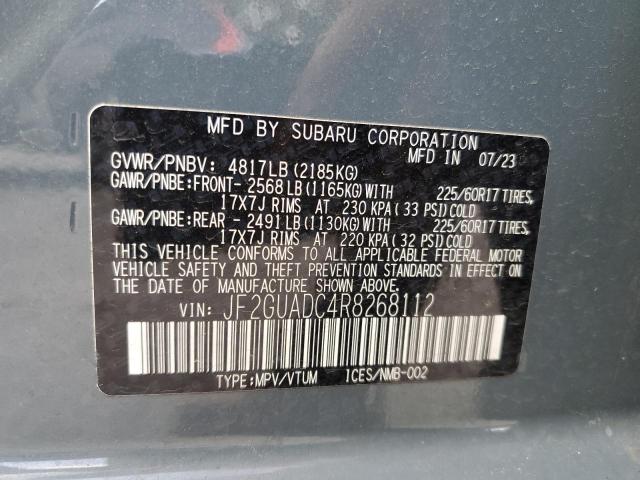 MFD BY SUBARU CORPORATION
MFD IN 07/23
GVWR/PNBV: 4817LB (2185KG)
GAWR/PNBE: FRONT- 2568 LB (1165KG) WITH 225/60R17 TIRES,
17X7J RIMS AT 230 KPA ( 33 PSI ) COLD
GAWR/PNBE: REAR - 2491 LB (1130KG) WITH 225/60R17 TIRES,
17X7J RIMS AT 220 KPA ( 32 PSI ) COLD
THIS VEHICLE CONFORMS TO ALL APPLICABLE FEDERAL MOTOR
VEHICLE SAFETY AND THEFT PREVENTION STANDARDS IN EFFECT ON
THE DATE OF MANUFACTURE SHOWN ABOVE.
VIN: JF2GUADC4R8268112
TYPE: MPV/VTUM ICES/NMB-002